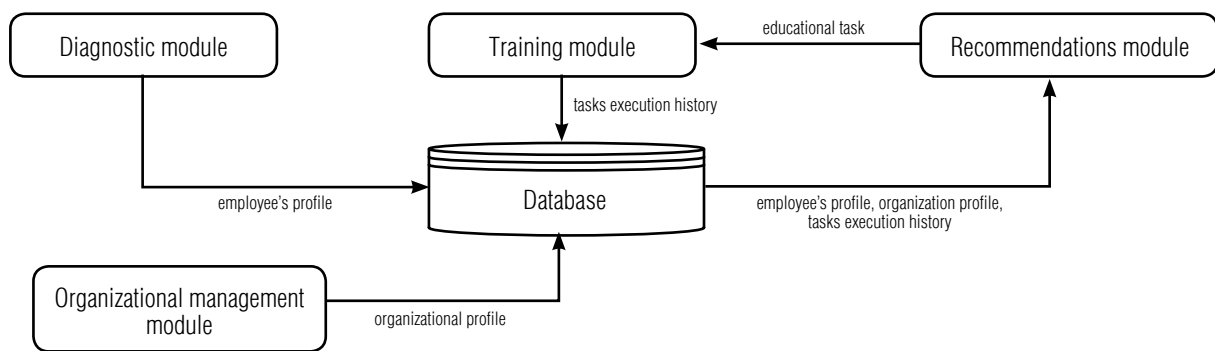 Diagnostic module
Training module
educational task
Recommendations module
tasks execution history
Database
employee’s profile
employee’s profile, organization profile,
tasks execution history
Organizational management
module
organizational profile